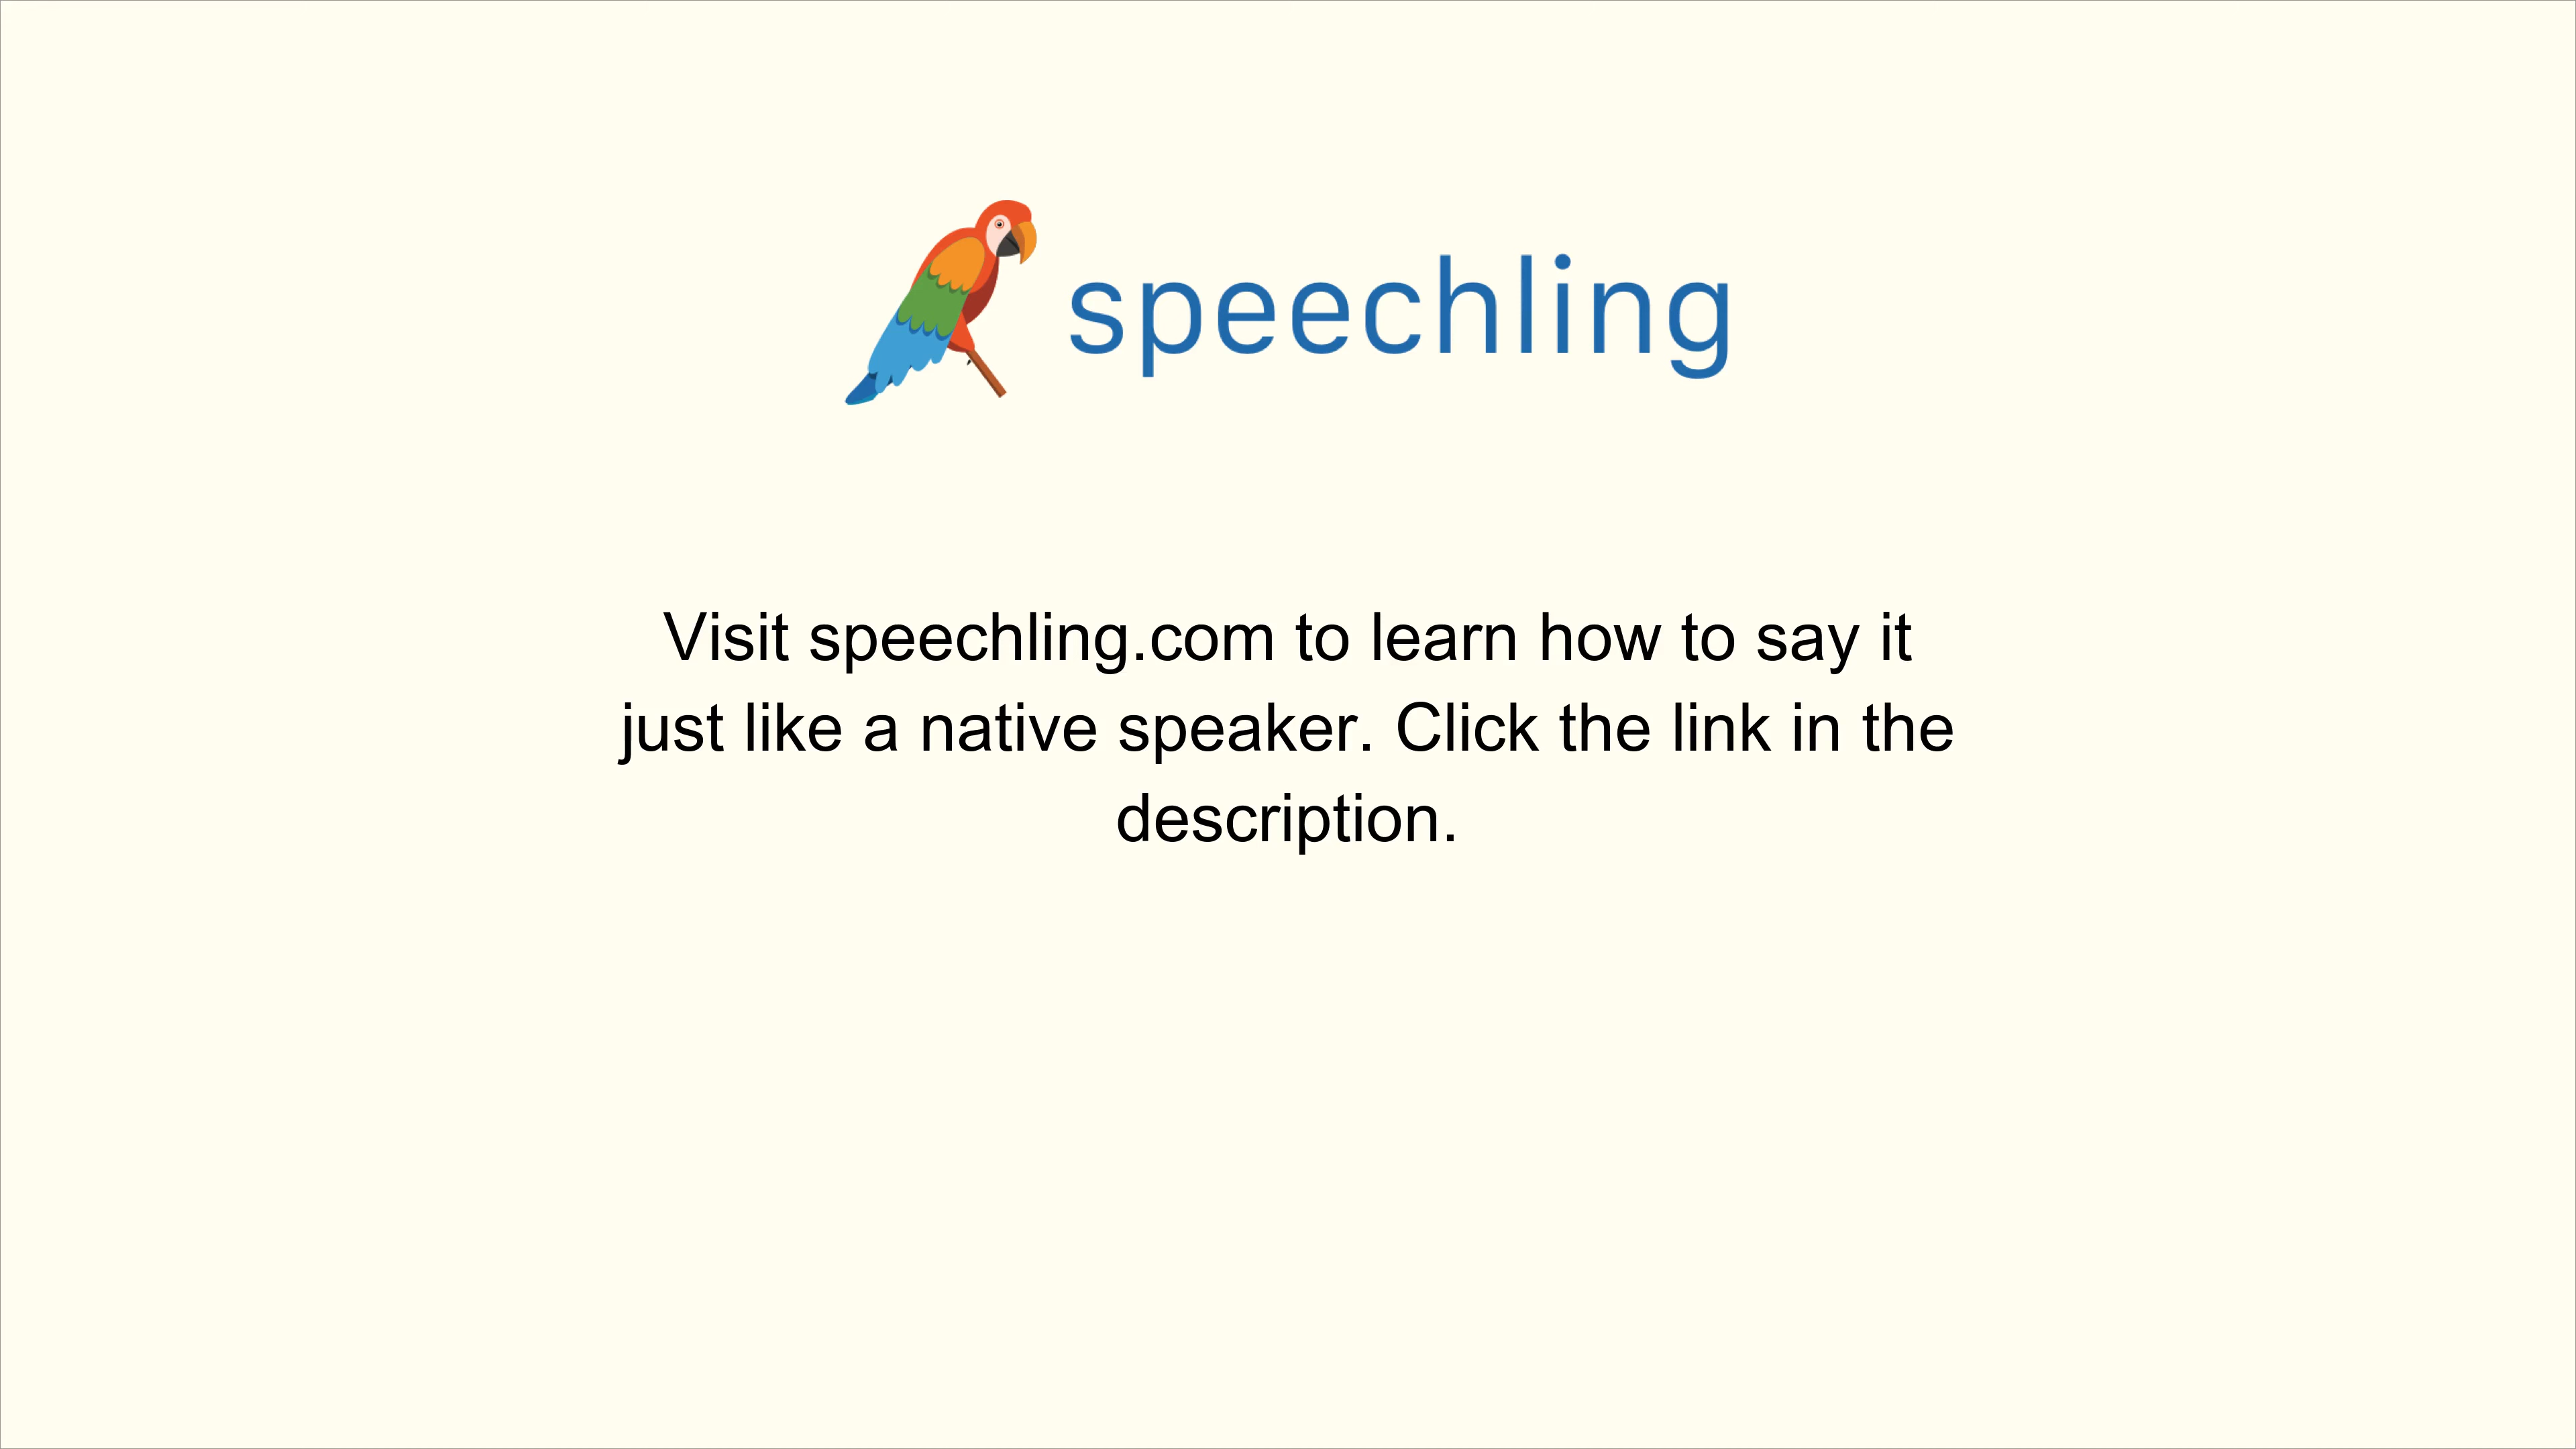 speechling
Visit speechling.com to learn how to say it
just like a native speaker. Click the link in the
description.